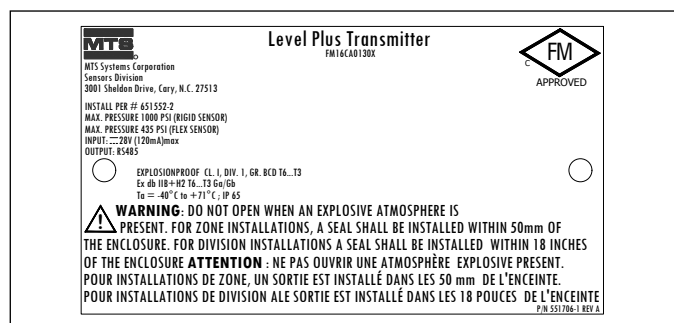 MTS
Level Plus Transmitter
FM16CA0130X
C FM
APPROVED
MTS Systems Corporation
Sensors Division
3001 Sheldon Drive, Cary, N.C. 27513
INSTALL PER # 651552-2
MAX. PRESSURE 1000 PSI (RIGID SENSOR)
MAX. PRESSURE 435 PSI (FLEX SENSOR)
INPUT: ⎓28V (120mA)max
OUTPUT: RS485
EXPLOSIONPROOF CL. I, DIV. 1, GR. BCD T6...T3
Ex db IIB+H2 T6...T3 Ga/Gb
Ta = -40°C to +71°C ; IP 65
WARNING: DO NOT OPEN WHEN AN EXPLOSIVE ATMOSPHERE IS
PRESENT. FOR ZONE INSTALLATIONS, A SEAL SHALL BE INSTALLED WITHIN 50mm OF
THE ENCLOSURE. FOR DIVISION INSTALLATIONS A SEAL SHALL BE INSTALLED WITHIN 18 INCHES
OF THE ENCLOSURE ATTENTION : NE PAS OUVRIR UNE ATMOSPHÈRE EXPLOSIVE PRESENT.
POUR INSTALLATIONS DE ZONE, UN SORTIE EST INSTALLÉ DANS LES 50 mm DE L'ENCEINTE.
POUR INSTALLATIONS DE DIVISION ALE SORTIE EST INSTALLÉ DANS LES 18 POUCES DE L'ENCEINTE
P/N 551706-1 REV A